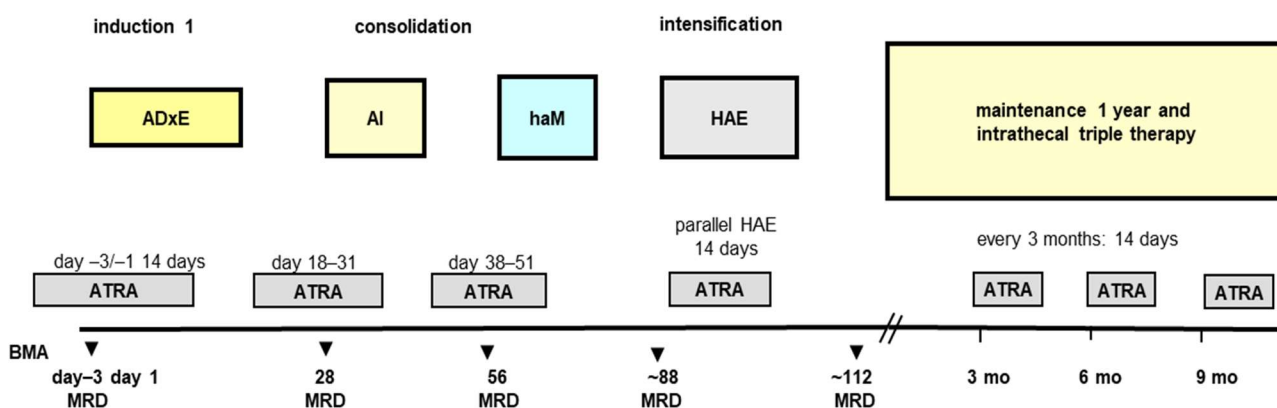 induction 1 consolidation intensification
ADxE AI haM HAE maintenance 1 year and
intrathecal triple therapy
parallel HAE
14 days
day –3/–1 14 days day 18–31 day 38–51 every 3 months: 14 days
ATRA ATRA ATRA ATRA ATRA ATRA ATRA
BMA
day–3 day 1 28 56 ~88 ~112 3 mo 6 mo 9 mo
MRD MRD MRD MRD MRD